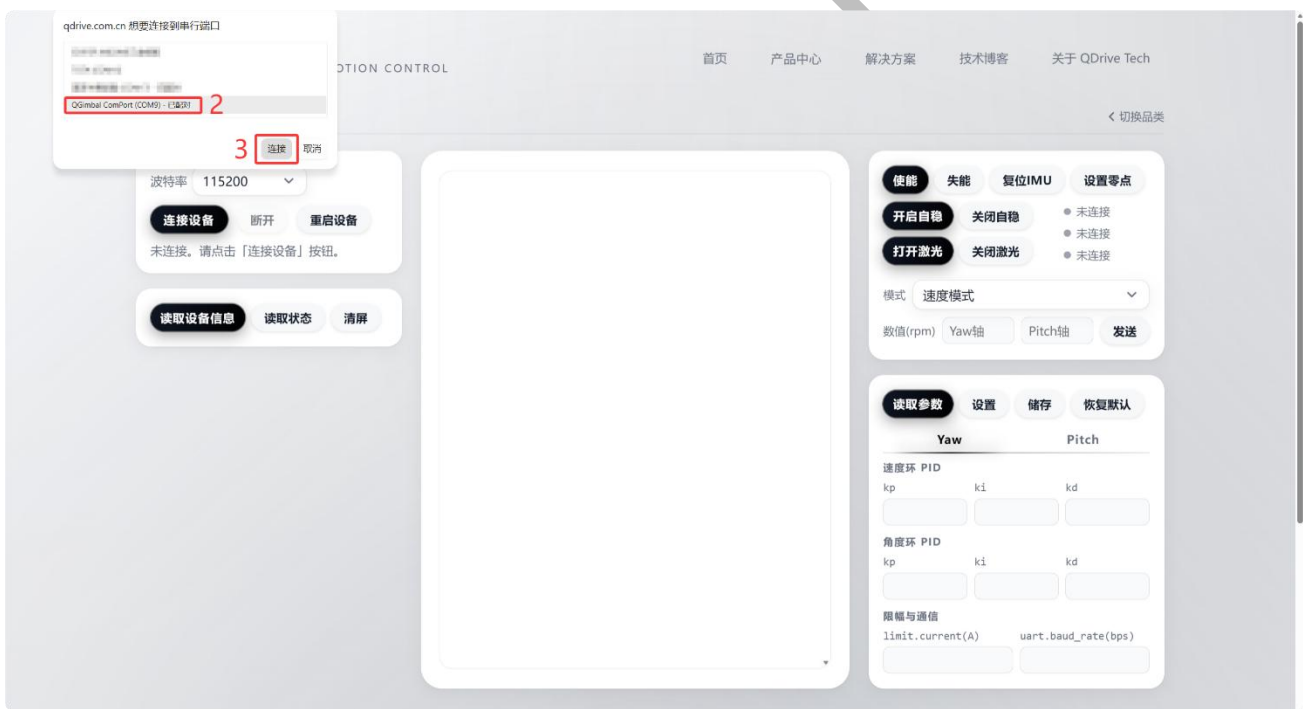 qdrive.com.cn 想要连接到串行端口
QGimbal ComPort (COM9) - 已配对
2
3
连接
取消
OTION CONTROL
首页
产品中心
解决方案
技术博客
关于 QDrive Tech
切换品类
波特率
115200
连接设备
断开
重启设备
未连接。请点击「连接设备」按钮。
读取设备信息
读取状态
清屏
使能
失能
复位IMU
设置零点
开启自稳
关闭自稳
未连接
未连接
打开激光
关闭激光
未连接
模式
速度模式
数值(rpm)
Yaw轴
Pitch轴
发送
读取参数
设置
储存
恢复默认
Yaw
Pitch
速度环 PID
kp
ki
kd
角度环 PID
kp
ki
kd
限幅与通信
limit.current(A)
uart.baud_rate(bps)